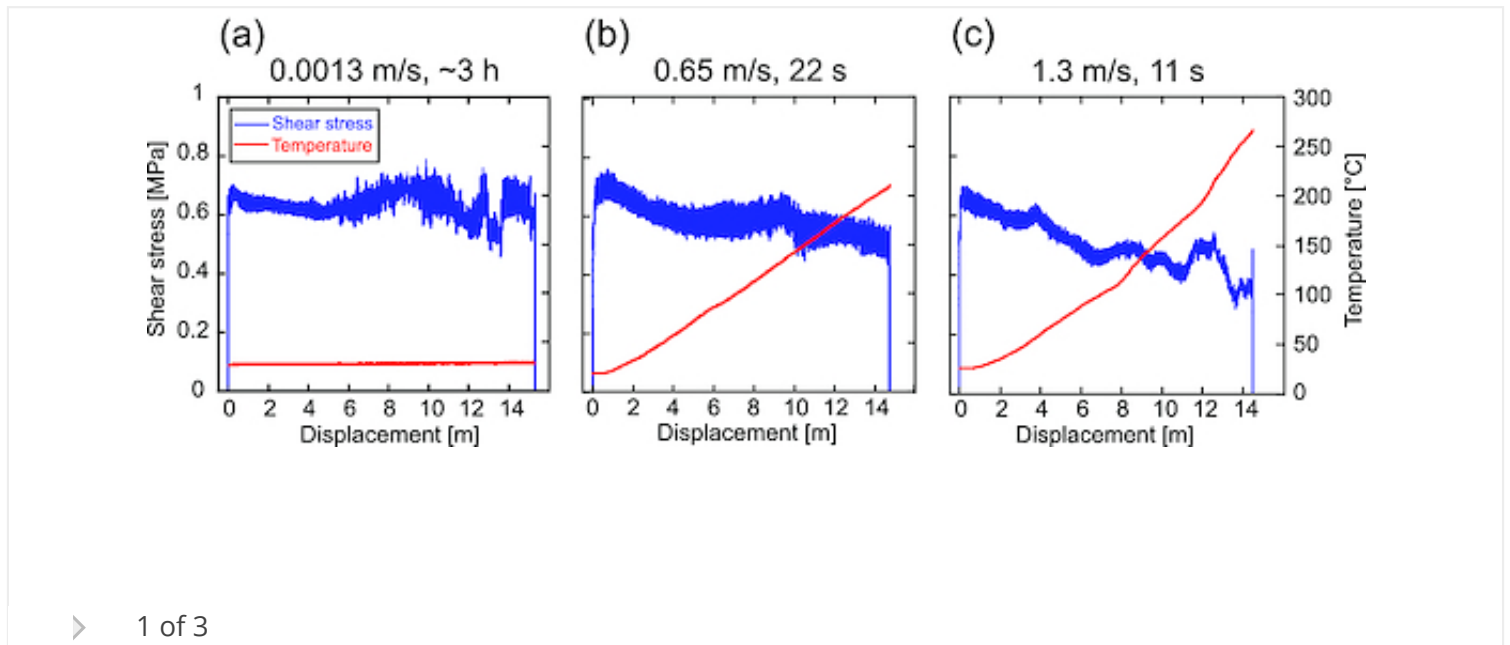 (a) (b) (c)
0.0013 m/s, ~3 h 0.65 m/s, 22 s 1.3 m/s, 11 s
Shear stress [MPa]
1
0.8
0.6
0.4
0.2
0
Shear stress
Temperature
0 2 4 6 8 10 12 14
Displacement [m]
0 2 4 6 8 10 12 14
Displacement [m]
0 2 4 6 8 10 12 14
Displacement [m]
300
250
200
150
100
50
0
Temperature [°C]
1 of 3